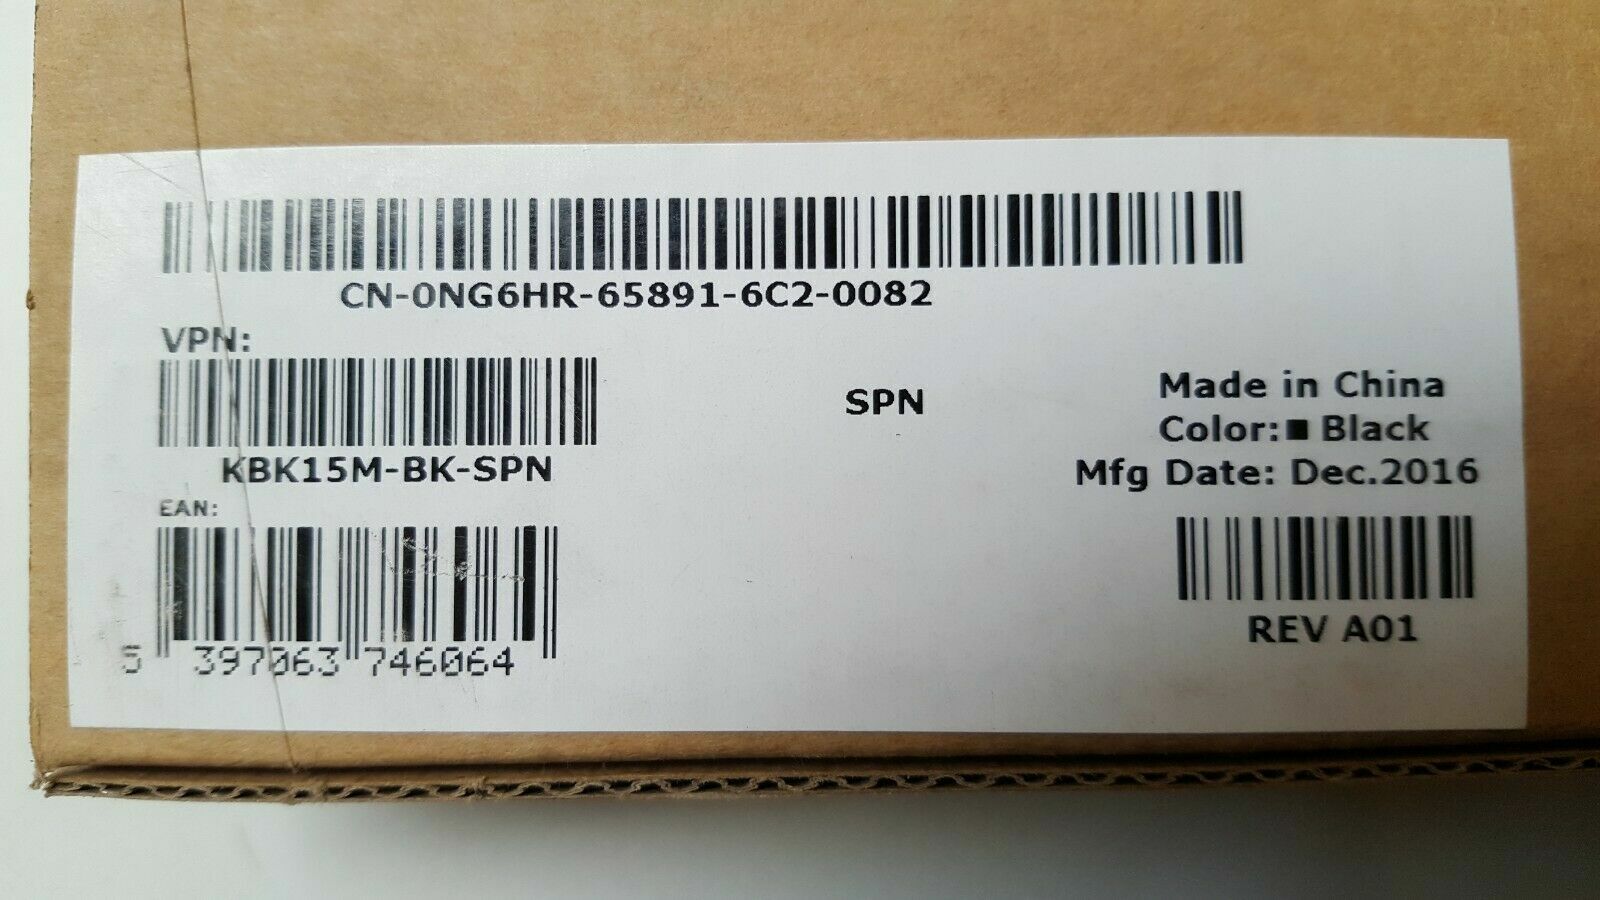 CN-0NG6HR-65891-6C2-0082
VPN:
KBK15M-BK-SPN
SPN
Made in China
Color:■ Black
Mfg Date: Dec.2016
EAN:
5 397063 746064
REV A01